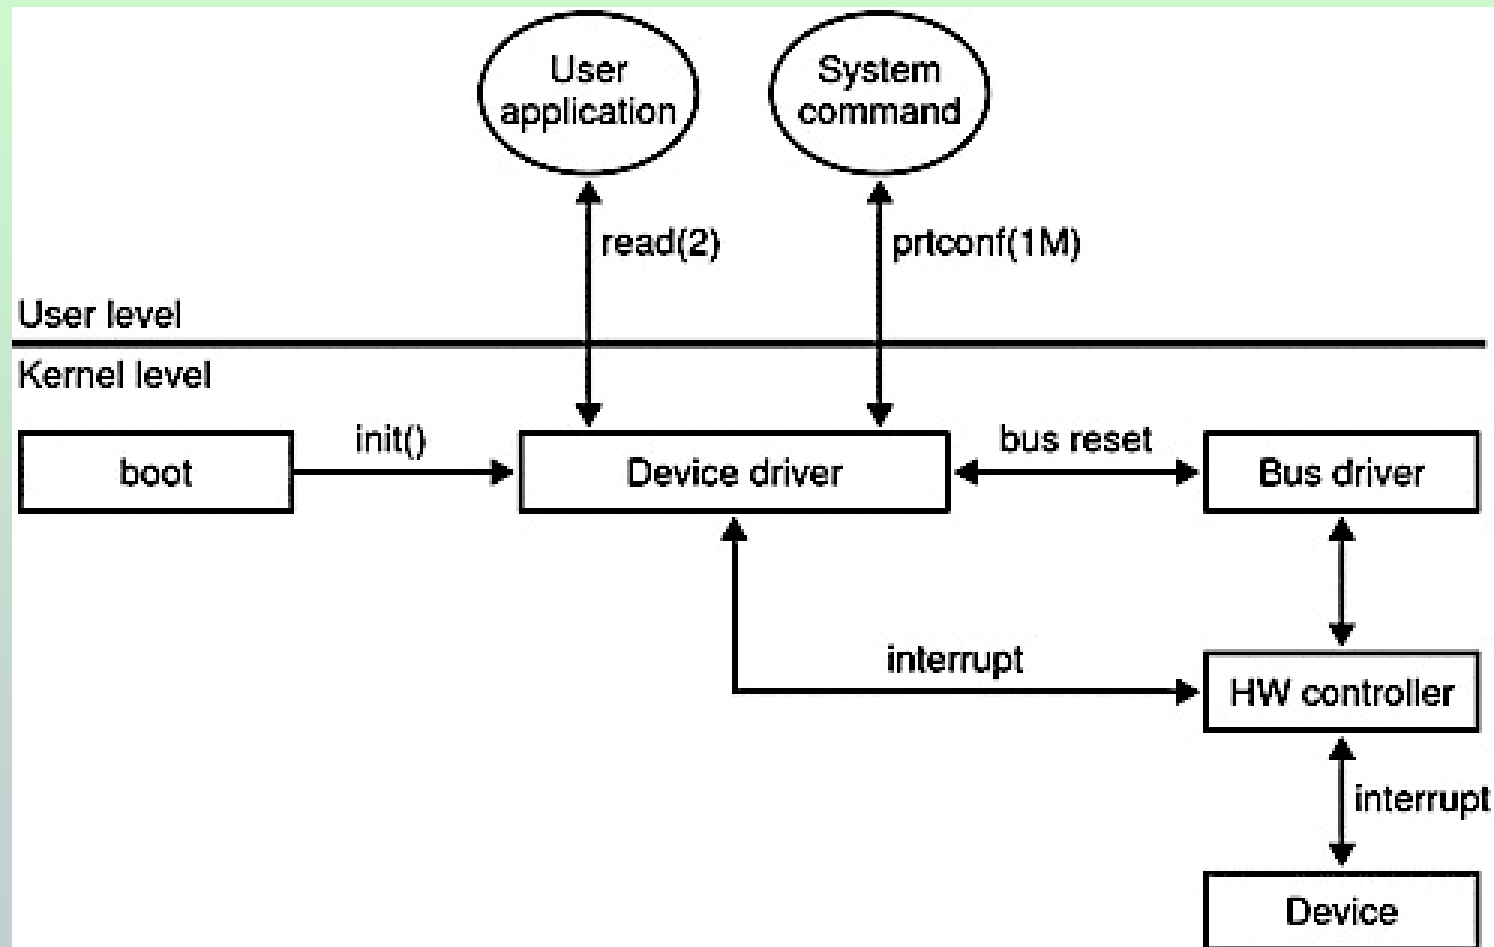 User
application
System
command
read(2)
prtconf(1M)
User level
Kernel level
boot
init()
Device driver
bus reset
Bus driver
interrupt
HW controller
interrupt
Device